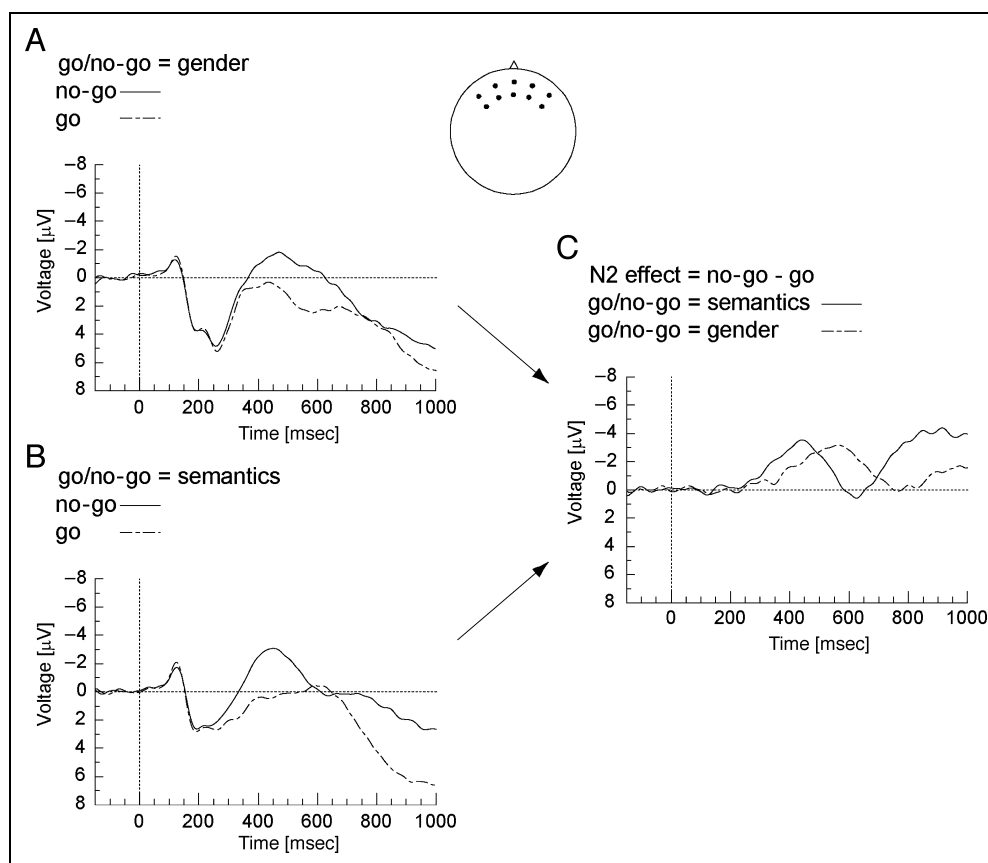 A
go/no-go = gender
no-go
go
–8
–6
–4
–2
0
2
4
6
8
Voltage [µV]
0 200 400 600 800 1000
Time [msec]
B
go/no-go = semantics
no-go
go
–8
–6
–4
–2
0
2
4
6
8
Voltage [µV]
0 200 400 600 800 1000
Time [msec]
C
N2 effect = no-go - go
go/no-go = semantics
go/no-go = gender
–8
–6
–4
–2
0
2
4
6
8
Voltage [µV]
0 200 400 600 800 1000
Time [msec]